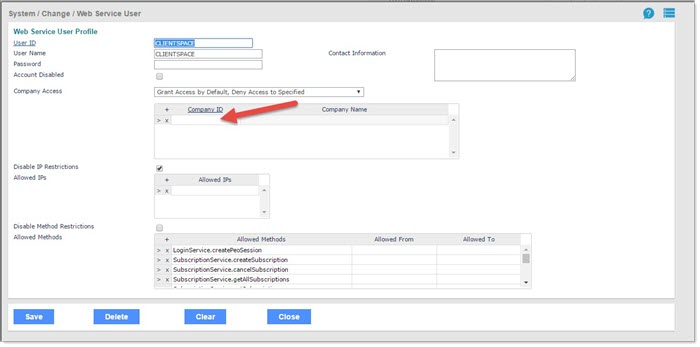 System / Change / Web Service User
Web Service User Profile
User ID CLIENTSPACE
User Name CLIENTSPACE Contact Information
Password
Account Disabled
Company Access Grant Access by Default, Deny Access to Specified
+ Company ID Company Name
> x
Disable IP Restrictions
Allowed IPs + Allowed IPs
> x
Disable Method Restrictions
Allowed Methods + Allowed Methods Allowed From Allowed To
> x LoginService.createPeoSession
> x SubscriptionService.createSubscription
> x SubscriptionService.cancelSubscription
> x SubscriptionService.getAllSubscriptions
Save Delete Clear Close